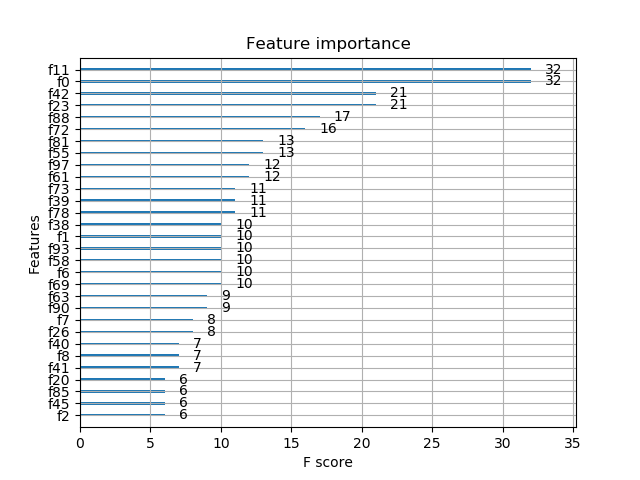 Feature importance
f11 32
f0 32
f42 21
f23 21
f88 17
f72 16
f81 13
f55 13
f97 12
f61 12
f73 11
f39 11
f78 11
f38 10
f1 10
f93 10
f58 10
f6 10
f69 10
f63 9
f90 9
f7 8
f26 8
f40 7
f8 7
f41 7
f20 6
f85 6
f45 6
f2 6
Features
0 5 10 15 20 25 30 35
F score